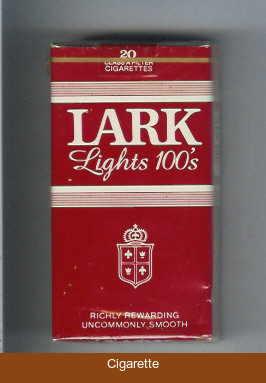 20
CLASS A FILTER
CIGARETTES
LARK
Lights 100's
RICHLY REWARDING
UNCOMMONLY SMOOTH
Cigarette